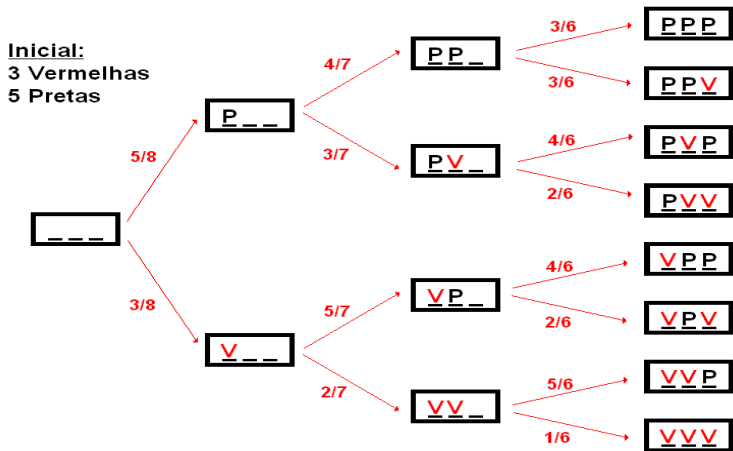 Inicial:
3 Vermelhas
5 Pretas
_ _ _
5/8
3/8
P _ _
V _ _
4/7
3/7
5/7
2/7
P P _
P V _
V P _
V V _
3/6
3/6
4/6
2/6
4/6
2/6
5/6
1/6
P P P
P P V
P V P
P V V
V P P
V P V
V V P
V V V